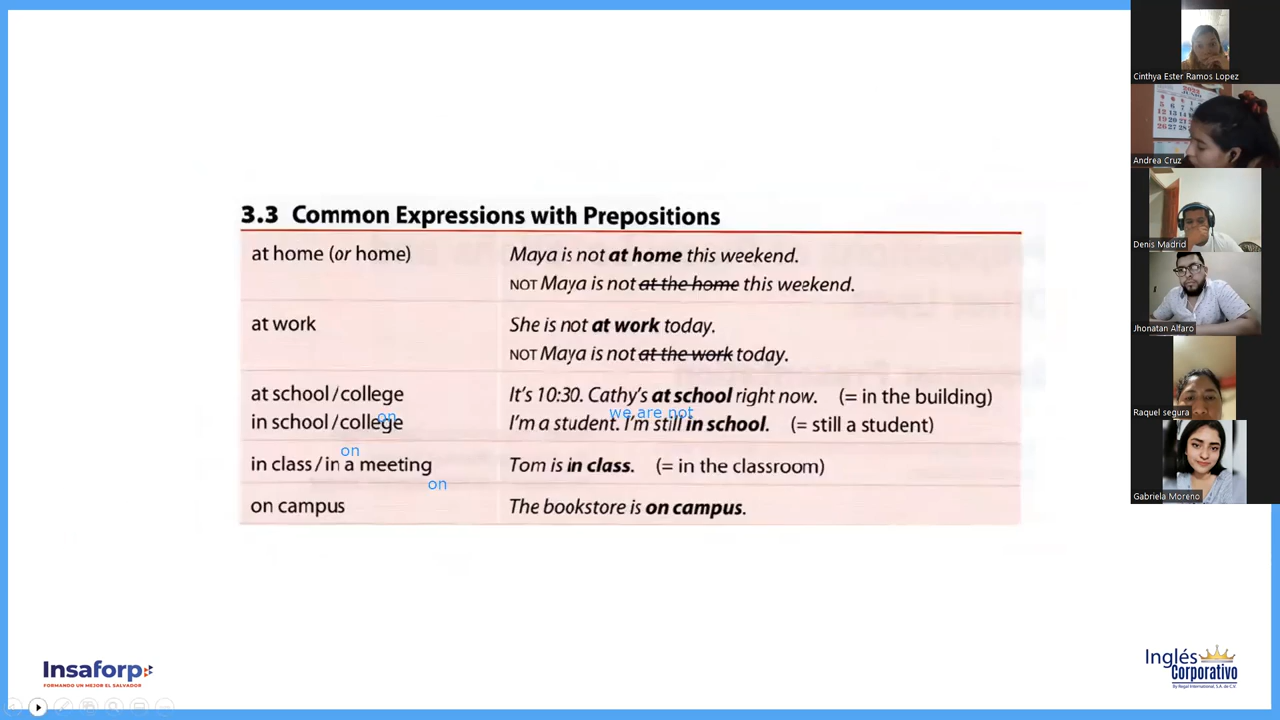 3.3 Common Expressions with Prepositions
at home (or home)
Maya is not at home this weekend.
NOT Maya is not at the home this weekend.
at work
She is not at work today.
NOT Maya is not at the work today.
at school/college
It's 10:30. Cathy's at school right now. (= in the building)
on
we are not
in school/college
I'm a student. I'm still in school. (= still a student)
on
in class/in a meeting
Tom is in class. (= in the classroom)
on
on campus
The bookstore is on campus.
Insaforp
FORMANDO UN MEJOR EL SALVADOR
Inglés
Corporativo
By Regal International, S.A. de C.V.
Cinthya Ester Ramos Lopez
Andrea Cruz
Denis Madrid
Jhonatan Alfaro
Raquel segura
Gabriela Moreno